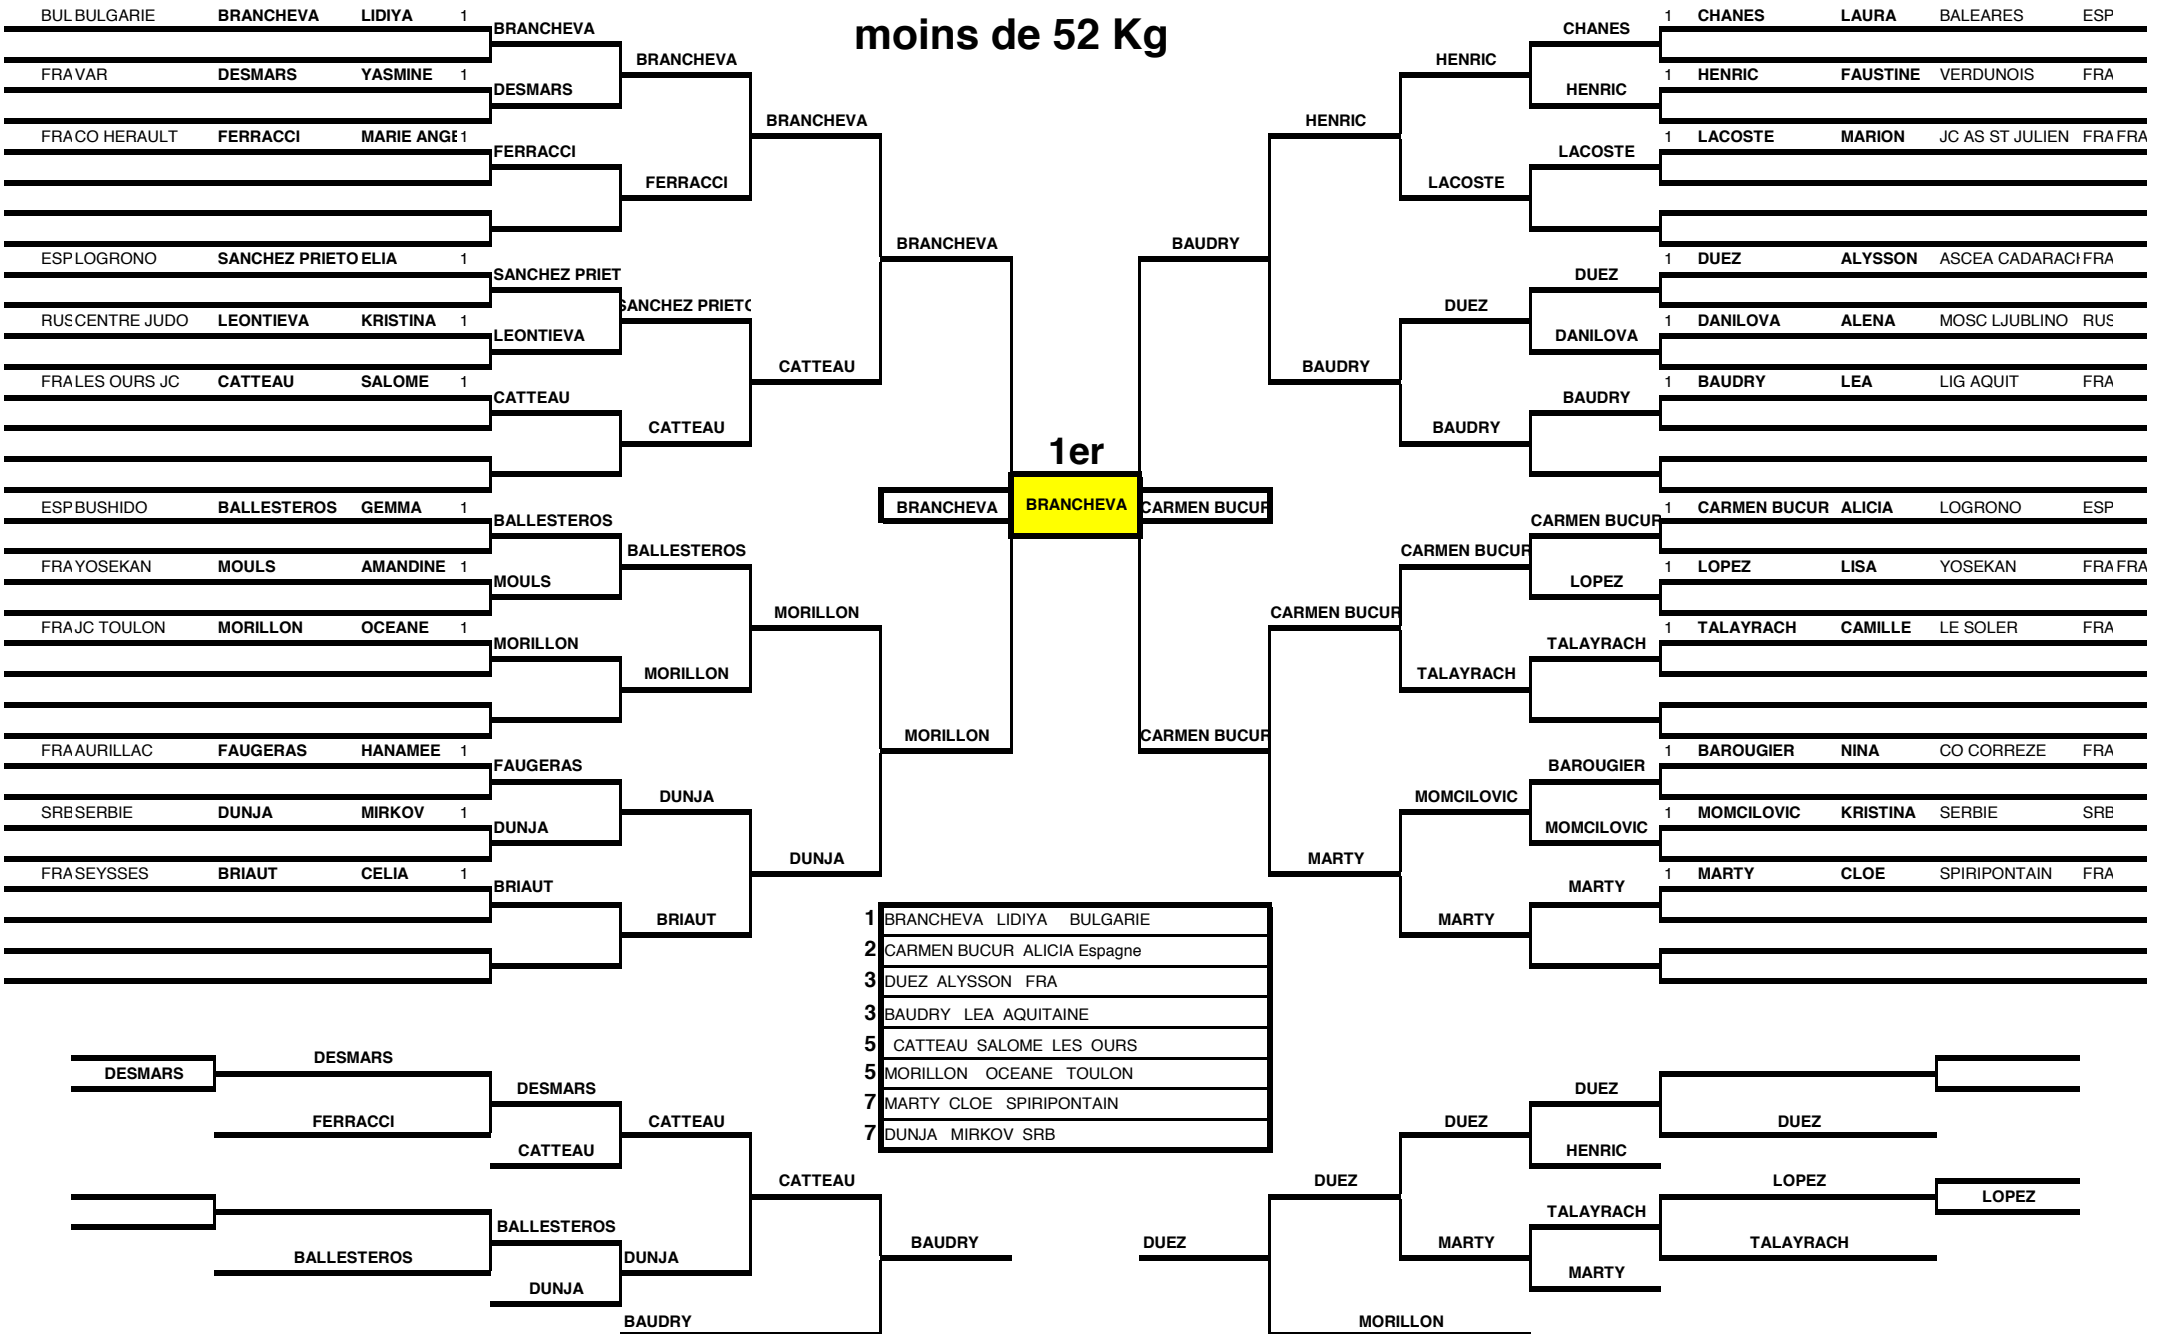 moins de 52 Kg
BUL BULGARIE BRANCHEVA LIDIYA 1
FRA VAR DESMARS YASMINE 1
FRA CO HERAULT FERRACCI MARIE ANGE 1
ESP LOGRONO SANCHEZ PRIETO ELIA 1
RUS CENTRE JUDO LEONTIEVA KRISTINA 1
FRA LES OURS JC CATTEAU SALOME 1
ESP BUSHIDO BALLESTEROS GEMMA 1
FRA YOSEKAN MOULS AMANDINE 1
FRA JC TOULON MORILLON OCEANE 1
FRA AURILLAC FAUGERAS HANAMEE 1
SRB SERBIE DUNJA MIRKOV 1
FRA SEYSSES BRIAUT CELIA 1
BRANCHEVA
DESMARS
FERRACCI
SANCHEZ PRIET
LEONTIEVA
CATTEAU
BALLESTEROS
MOULS
MORILLON
FAUGERAS
DUNJA
BRIAUT
BRANCHEVA
FERRACCI
SANCHEZ PRIETO
CATTEAU
BALLESTEROS
MORILLON
DUNJA
BRIAUT
BRANCHEVA
CATTEAU
MORILLON
DUNJA
BRANCHEVA
MORILLON
BRANCHEVA
1er
BRANCHEVA
CARMEN BUCUR
BAUDRY
CARMEN BUCUR
HENRIC
BAUDRY
CARMEN BUCUR
MARTY
HENRIC
LACOSTE
DUEZ
BAUDRY
CARMEN BUCUR
TALAYRACH
MOMCILOVIC
MARTY
CHANES
HENRIC
LACOSTE
DUEZ
DANILOVA
BAUDRY
CARMEN BUCUR
LOPEZ
TALAYRACH
BAROUGIER
MOMCILOVIC
MARTY
1 CHANES LAURA BALEARES ESP
1 HENRIC FAUSTINE VERDUNOIS FRA
1 LACOSTE MARION JC AS ST JULIEN FRA FRA
1 DUEZ ALYSSON ASCEA CADARACH FRA
1 DANILOVA ALENA MOSC LJUBLINO RUS
1 BAUDRY LEA LIG AQUIT FRA
1 CARMEN BUCUR ALICIA LOGRONO ESP
1 LOPEZ LISA YOSEKAN FRA FRA
1 TALAYRACH CAMILLE LE SOLER FRA
1 BAROUGIER NINA CO CORREZE FRA
1 MOMCILOVIC KRISTINA SERBIE SRB
1 MARTY CLOE SPIRIPONTAIN FRA
1 BRANCHEVA LIDIYA BULGARIE
2 CARMEN BUCUR ALICIA Espagne
3 DUEZ ALYSSON FRA
3 BAUDRY LEA AQUITAINE
5 CATTEAU SALOME LES OURS
5 MORILLON OCEANE TOULON
7 MARTY CLOE SPIRIPONTAIN
7 DUNJA MIRKOV SRB
DESMARS
DESMARS
FERRACCI
BALLESTEROS
DESMARS
CATTEAU
BALLESTEROS
DUNJA
CATTEAU
DUNJA
BAUDRY
CATTEAU
BAUDRY
DUEZ
DUEZ
MORILLON
DUEZ
MARTY
DUEZ
HENRIC
TALAYRACH
MARTY
DUEZ
LOPEZ
TALAYRACH
LOPEZ